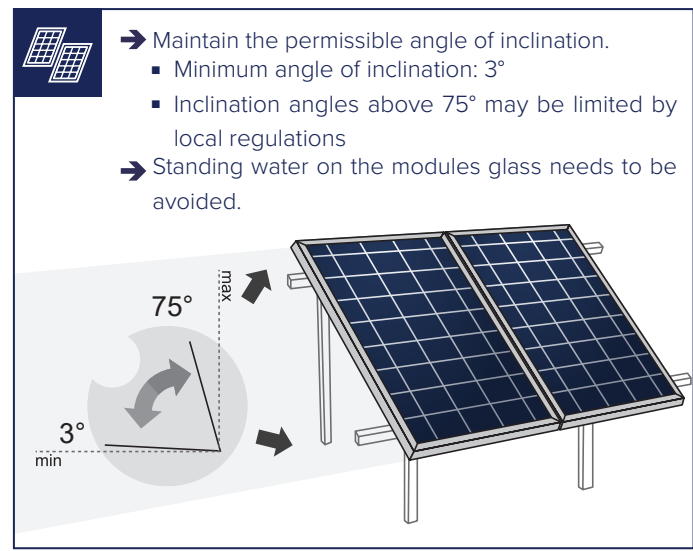 Maintain the permissible angle of inclination.
Minimum angle of inclination: 3°
Inclination angles above 75° may be limited by
local regulations
Standing water on the modules glass needs to be
avoided.
max
75°
3°
min